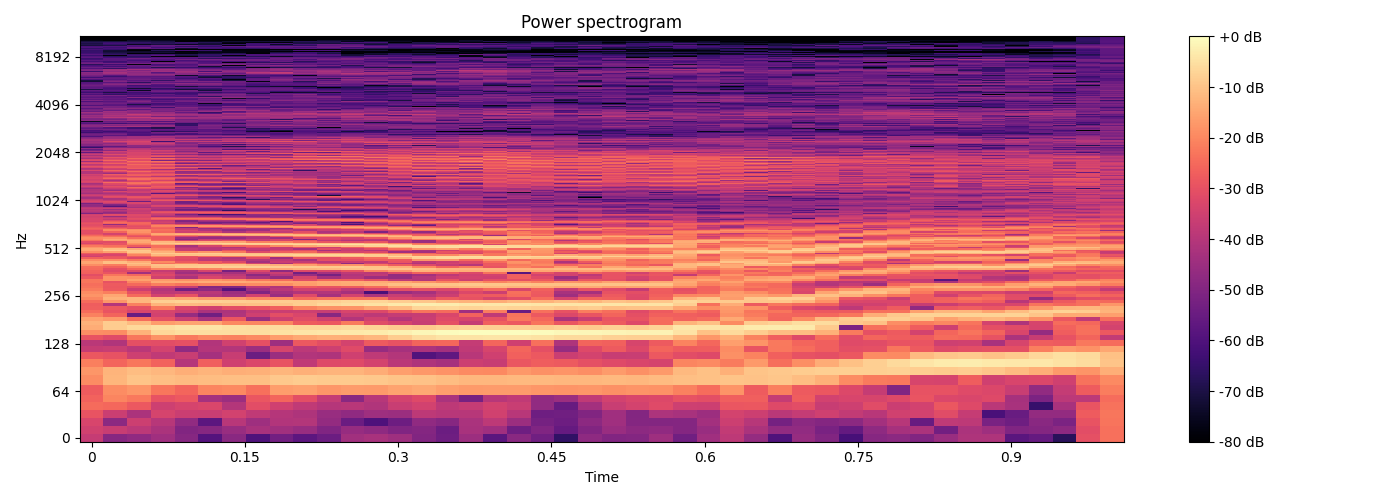 Power spectrogram
Hz
8192
4096
2048
1024
512
256
128
64
0
0 0.15 0.3 0.45 0.6 0.75 0.9
Time
+0 dB
-10 dB
-20 dB
-30 dB
-40 dB
-50 dB
-60 dB
-70 dB
-80 dB